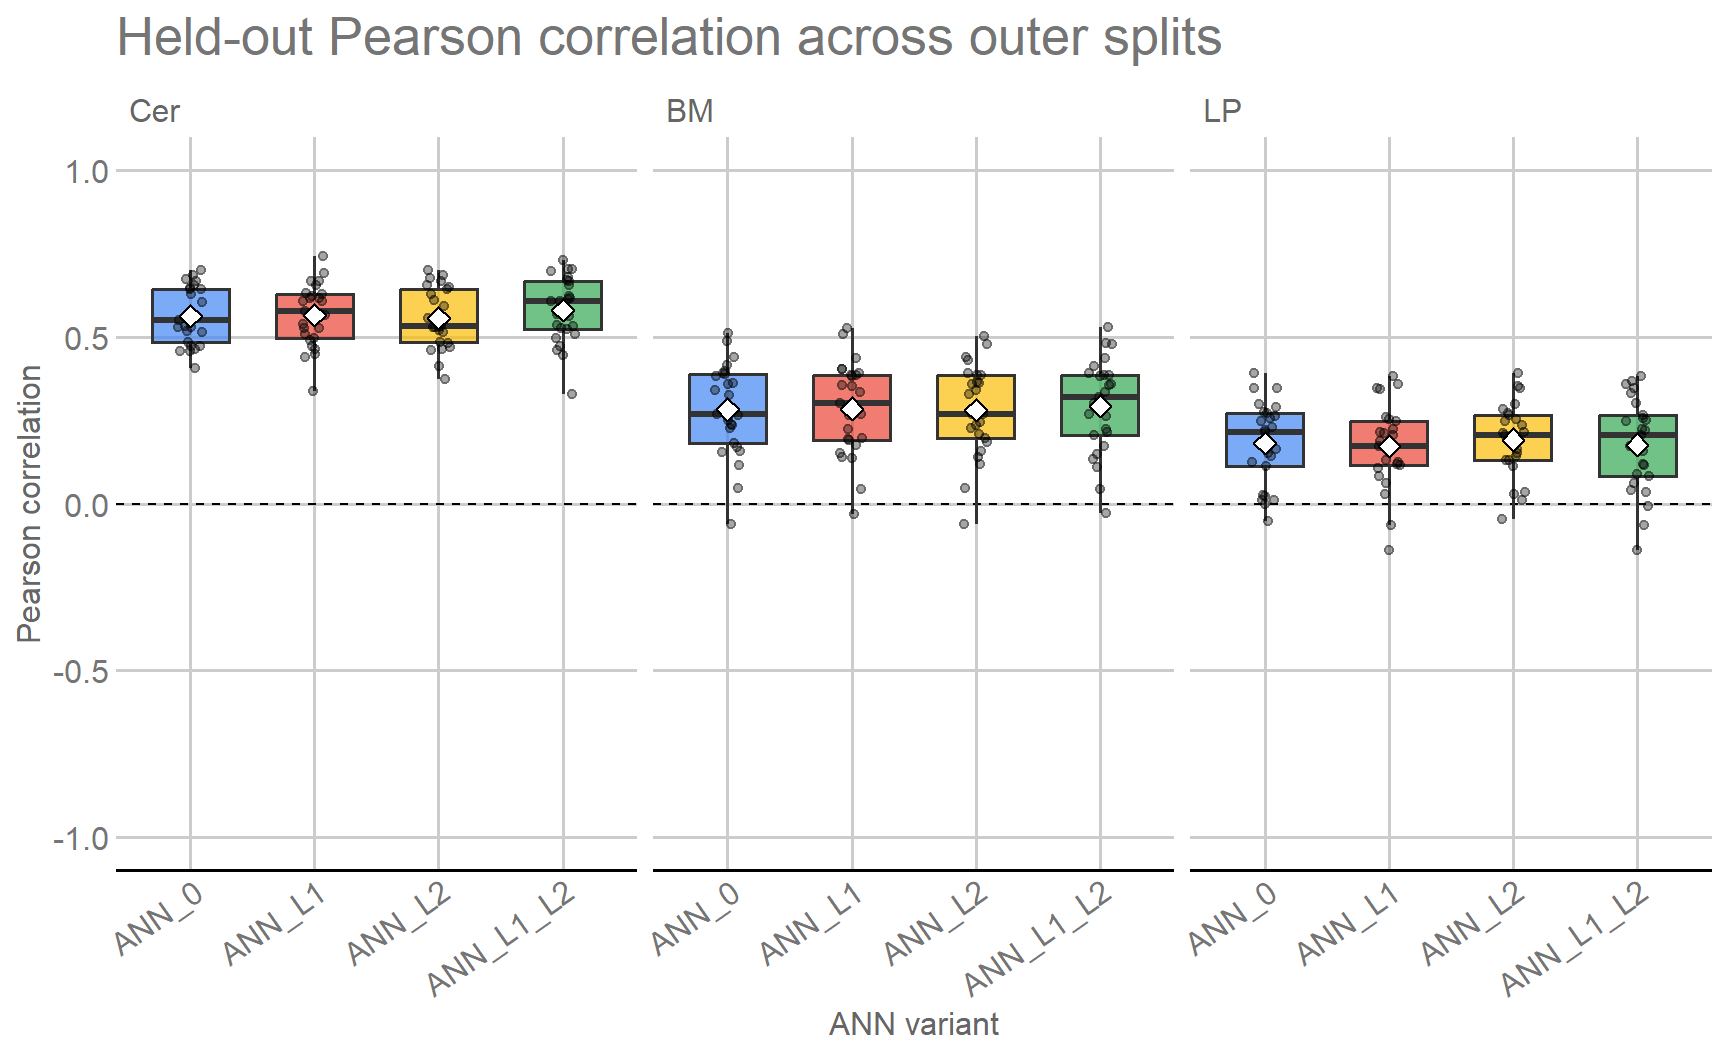 Held-out Pearson correlation across outer splits
Cer
BM
LP
1.0
0.5
0.0
-0.5
-1.0
Pearson correlation
ANN_0
ANN_L1
ANN_L2
ANN_L1_L2
ANN_0
ANN_L1
ANN_L2
ANN_L1_L2
ANN_0
ANN_L1
ANN_L2
ANN_L1_L2
ANN variant